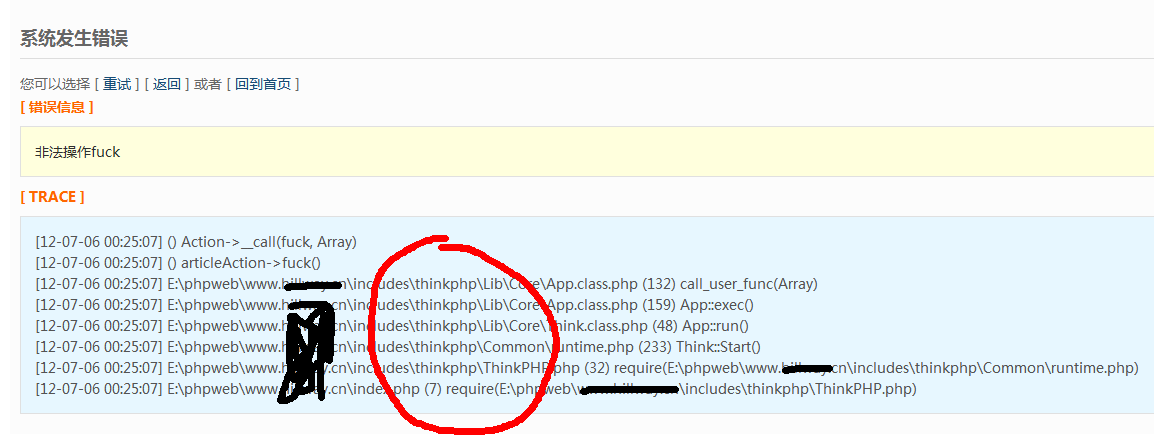 系统发生错误
您可以选择 [ 重试 ] [ 返回 ] 或者 [ 回到首页 ]
[ 错误信息 ]
非法操作fuck
[ TRACE ]
[12-07-06 00:25:07] () Action->__call(fuck, Array)
[12-07-06 00:25:07] () articleAction->fuck()
[12-07-06 00:25:07] E:\phpweb\www. .cn\includes\thinkphp\Lib\Core\App.class.php (132) call_user_func(Array)
[12-07-06 00:25:07] E:\phpweb\www. cn\includes\thinkphp\Lib\Core\App.class.php (159) App::exec()
[12-07-06 00:25:07] E:\phpweb\www. cn\includes\thinkphp\Lib\Core\Think.class.php (48) App::run()
[12-07-06 00:25:07] E:\phpweb\www. cn\includes\thinkphp\Common\runtime.php (233) Think::Start()
[12-07-06 00:25:07] E:\phpweb\www. cn\includes\thinkphp\ThinkPHP.php (32) require(E:\phpweb\www. .cn\includes\thinkphp\Common\runtime.php)
[12-07-06 00:25:07] E:\phpweb\www. .cn\index.php (7) require(E:\phpweb\ \includes\thinkphp\ThinkPHP.php)